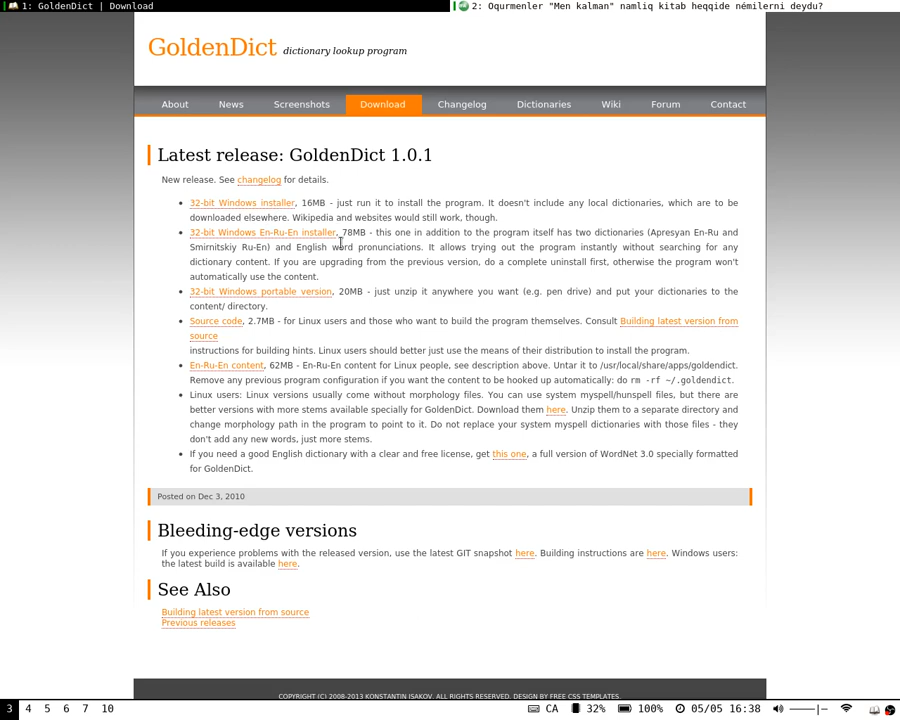 1: GoldenDict | Download
2: Oqurmenler "Men kalman" namliq kitab heqqide némilerni deydu?
GoldenDict dictionary lookup program
About News Screenshots Download Changelog Dictionaries Wiki Forum Contact
Latest release: GoldenDict 1.0.1
New release. See changelog for details.
• 32-bit Windows installer, 16MB - just run it to install the program. It doesn't include any local dictionaries, which are to be
downloaded elsewhere. Wikipedia and websites would still work, though.
• 32-bit Windows En-Ru-En installer, 78MB - this one in addition to the program itself has two dictionaries (Apresyan En-Ru and
Smirnitskiy Ru-En) and English word pronunciations. It allows trying out the program instantly without searching for any
dictionary content. If you are upgrading from the previous version, do a complete uninstall first, otherwise the program won't
automatically use the content.
• 32-bit Windows portable version, 20MB - just unzip it anywhere you want (e.g. pen drive) and put your dictionaries to the
content/ directory.
• Source code, 2.7MB - for Linux users and those who want to build the program themselves. Consult Building latest version from
source
instructions for building hints. Linux users should better just use the means of their distribution to install the program.
• En-Ru-En content, 62MB - En-Ru-En content for Linux people, see description above. Untar it to /usr/local/share/apps/goldendict.
Remove any previous program configuration if you want the content to be hooked up automatically: do rm -rf ~/.goldendict.
• Linux users: Linux versions usually come without morphology files. You can use system myspell/hunspell files, but there are
better versions with more stems available specially for GoldenDict. Download them here. Unzip them to a separate directory and
change morphology path in the program to point to it. Do not replace your system myspell dictionaries with those files - they
don't add any new words, just more stems.
• If you need a good English dictionary with a clear and free license, get this one, a full version of WordNet 3.0 specially formatted
for GoldenDict.
Posted on Dec 3, 2010
Bleeding-edge versions
If you experience problems with the released version, use the latest GIT snapshot here. Building instructions are here. Windows users:
the latest build is available here.
See Also
Building latest version from source
Previous releases
COPYRIGHT (C) 2008-2013 KONSTANTIN ISAKOV. ALL RIGHTS RESERVED. DESIGN BY FREE CSS TEMPLATES.
3 4 5 6 7 10 CA 32% 100% 05/05 16:38